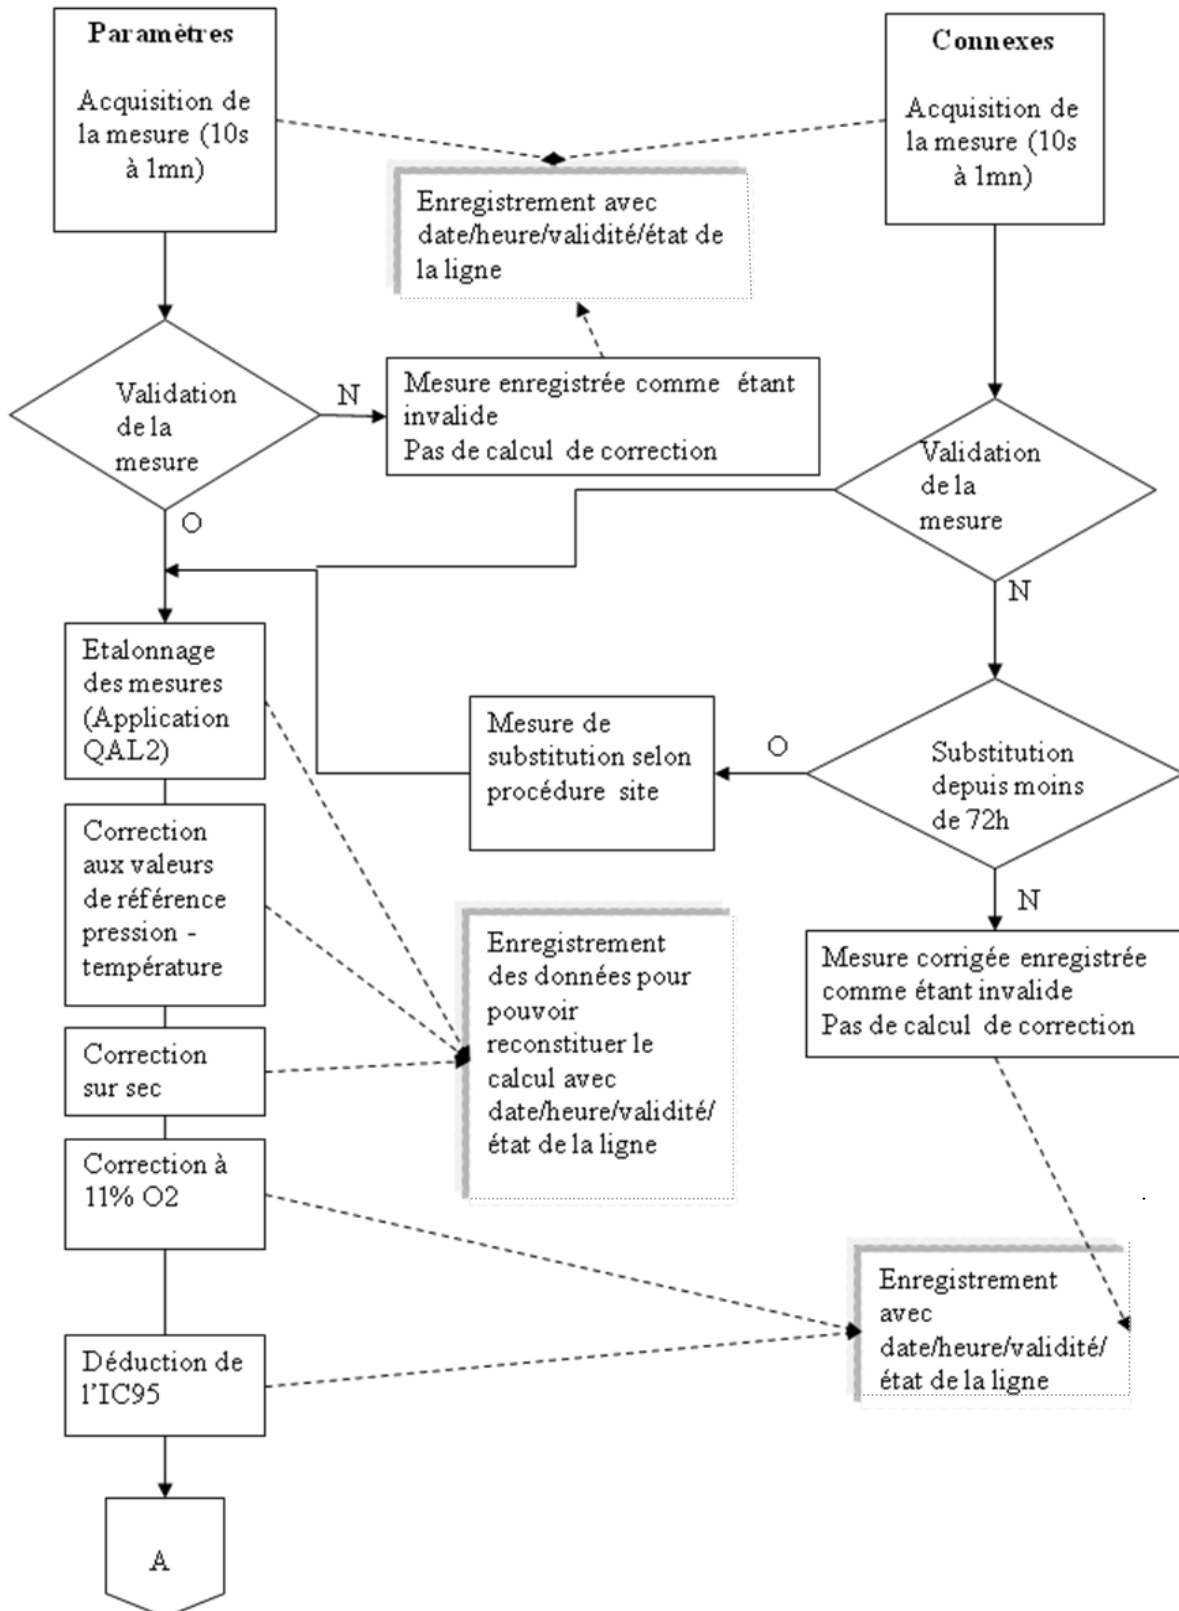 Paramètres
Acquisition de
la mesure (10s
à 1mn)
Connexes
Acquisition de
la mesure (10s
à 1mn)
Enregistrement avec
date/heure/validité/état de
la ligne
Validation
de la
mesure
N
Mesure enregistrée comme étant
invalide
Pas de calcul de correction
O
Validation
de la
mesure
N
Etalonnage
des mesures
(Application
QAL2)
Mesure de
substitution selon
procédure site
O
Substitution
depuis moins
de 72h
N
Correction
aux valeurs
de référence
pression -
température
Enregistrement
des données pour
pouvoir
reconstituer le
calcul avec
date/heure/validité/
état de la ligne
Mesure corrigée enregistrée
comme étant invalide
Pas de calcul de correction
Correction
sur sec
Correction à
11% O2
Enregistrement
avec
date/heure/validité/
état de la ligne
Déduction de
l'IC95
A